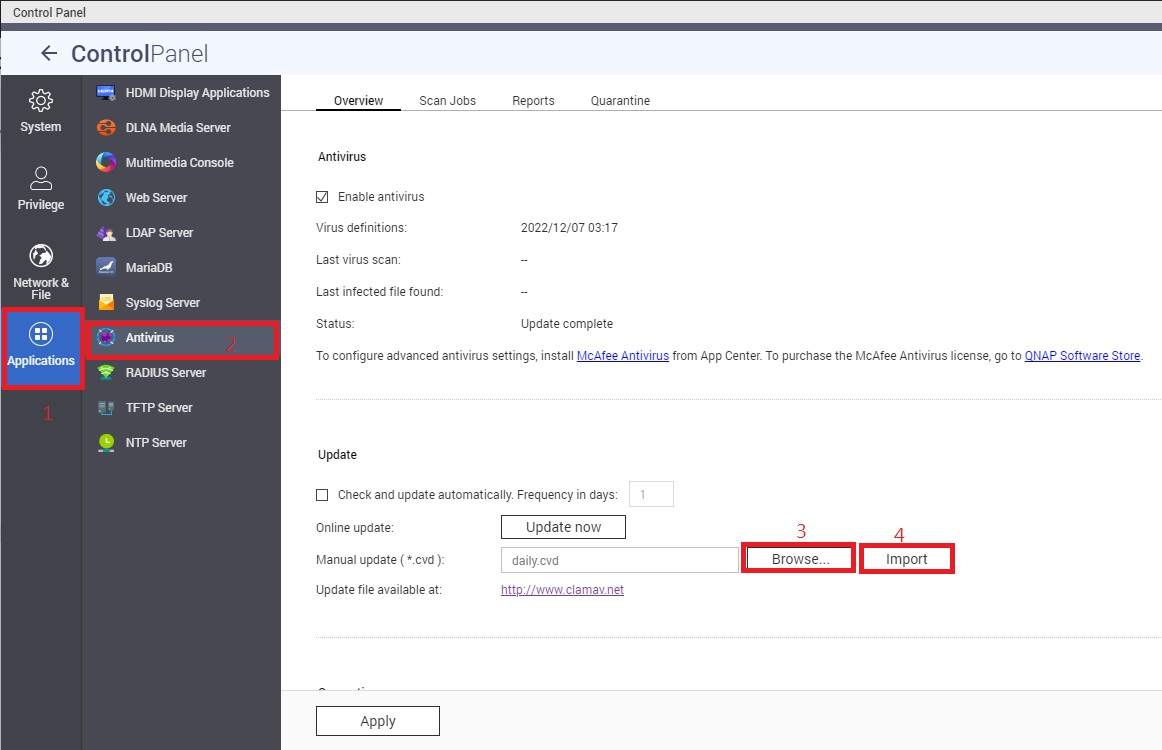 Control Panel
ControlPanel
System
Privilege
Network &
File
Applications
1
HDMI Display Applications
DLNA Media Server
Multimedia Console
Web Server
LDAP Server
MariaDB
Syslog Server
Antivirus
2
RADIUS Server
TFTP Server
NTP Server
Overview
Scan Jobs
Reports
Quarantine
Antivirus
Enable antivirus
Virus definitions:
2022/12/07 03:17
Last virus scan:
--
Last infected file found:
--
Status:
Update complete
To configure advanced antivirus settings, install McAfee Antivirus from App Center. To purchase the McAfee Antivirus license, go to QNAP Software Store.
Update
Check and update automatically. Frequency in days:
1
Online update:
Update now
3
4
Manual update ( *.cvd ):
daily.cvd
Browse...
Import
Update file available at:
http://www.clamav.net
Apply